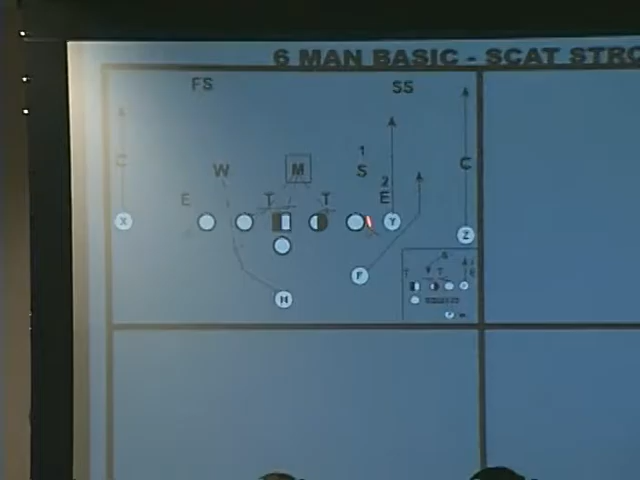 6 MAN BASIC - SCAT STRO
FS SS
C W M 1 S C
E T T 2 E
X Y Z
F
H